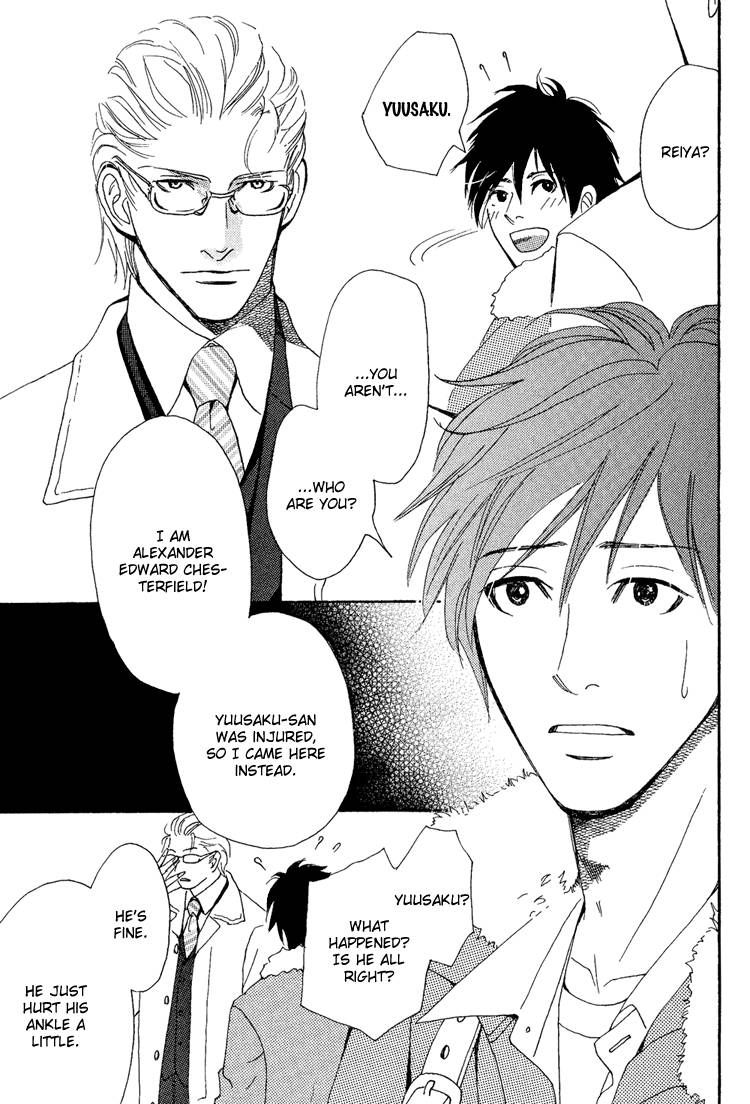 REIYA?
YUUSAKU.
...YOU
AREN'T...
...WHO
ARE YOU?
I AM
ALEXANDER
EDWARD CHES-
TERFIELD!
YUUSAKU-SAN
WAS INJURED,
SO I CAME HERE
INSTEAD.
YUUSAKU?
WHAT
HAPPENED?
IS HE ALL
RIGHT?
HE'S
FINE.
HE JUST
HURT HIS
ANKLE A
LITTLE.